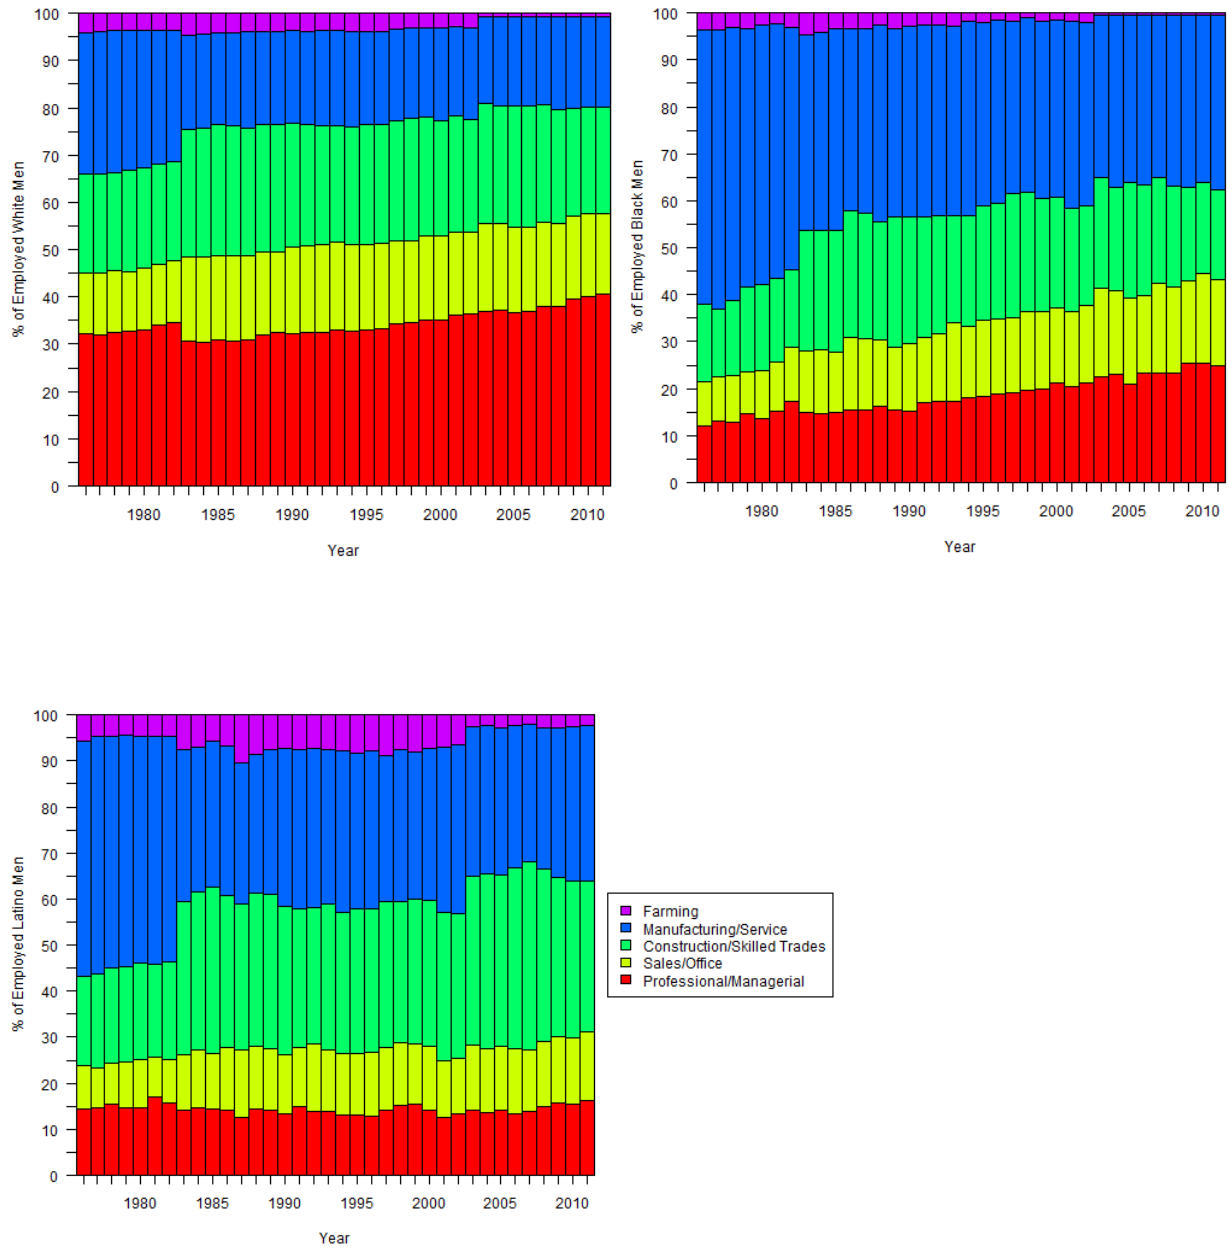 % of Employed White Men
100
90
80
70
60
50
40
30
20
10
0
1980 1985 1990 1995 2000 2005 2010
Year
% of Employed Black Men
100
90
80
70
60
50
40
30
20
10
0
1980 1985 1990 1995 2000 2005 2010
Year
% of Employed Latino Men
100
90
80
70
60
50
40
30
20
10
0
1980 1985 1990 1995 2000 2005 2010
Year
Farming
Manufacturing/Service
Construction/Skilled Trades
Sales/Office
Professional/Managerial